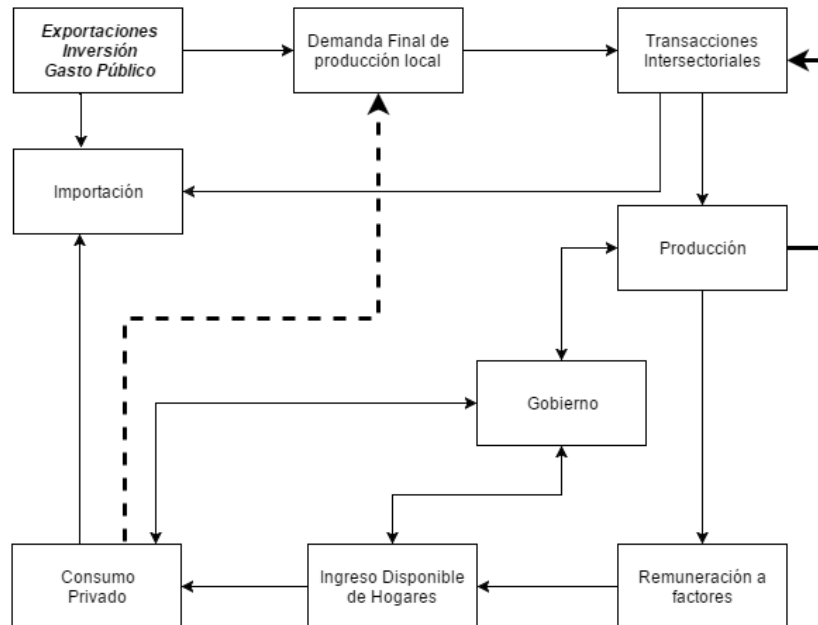 Exportaciones
Inversión
Gasto Público
Demanda Final de
producción local
Transacciones
Intersectoriales
Importación
Producción
Gobierno
Consumo
Privado
Ingreso Disponible
de Hogares
Remuneración a
factores